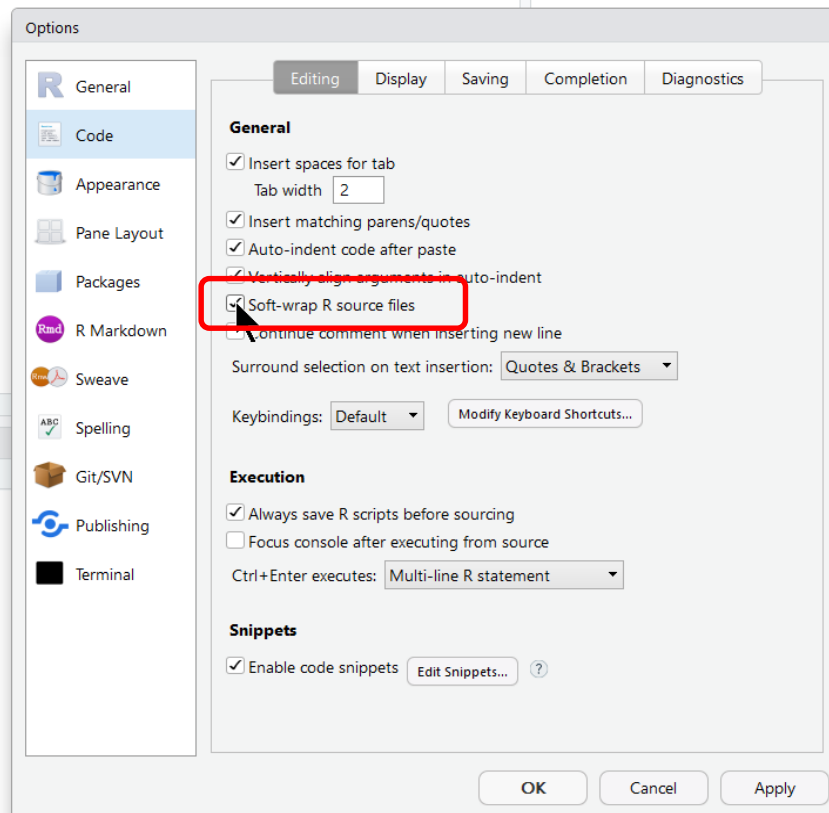 Options
General
Code
Appearance
Pane Layout
Packages
Rmd R Markdown
Sweave
ABC Spelling
Git/SVN
Publishing
Terminal
Editing Display Saving Completion Diagnostics
General
Insert spaces for tab
Tab width 2
Insert matching parens/quotes
Auto-indent code after paste
Vertically align arguments in auto-indent
Soft-wrap R source files
Continue comment when inserting new line
Surround selection on text insertion: Quotes & Brackets
Keybindings: Default Modify Keyboard Shortcuts...
Execution
Always save R scripts before sourcing
Focus console after executing from source
Ctrl+Enter executes: Multi-line R statement
Snippets
Enable code snippets Edit Snippets... ?
OK Cancel Apply